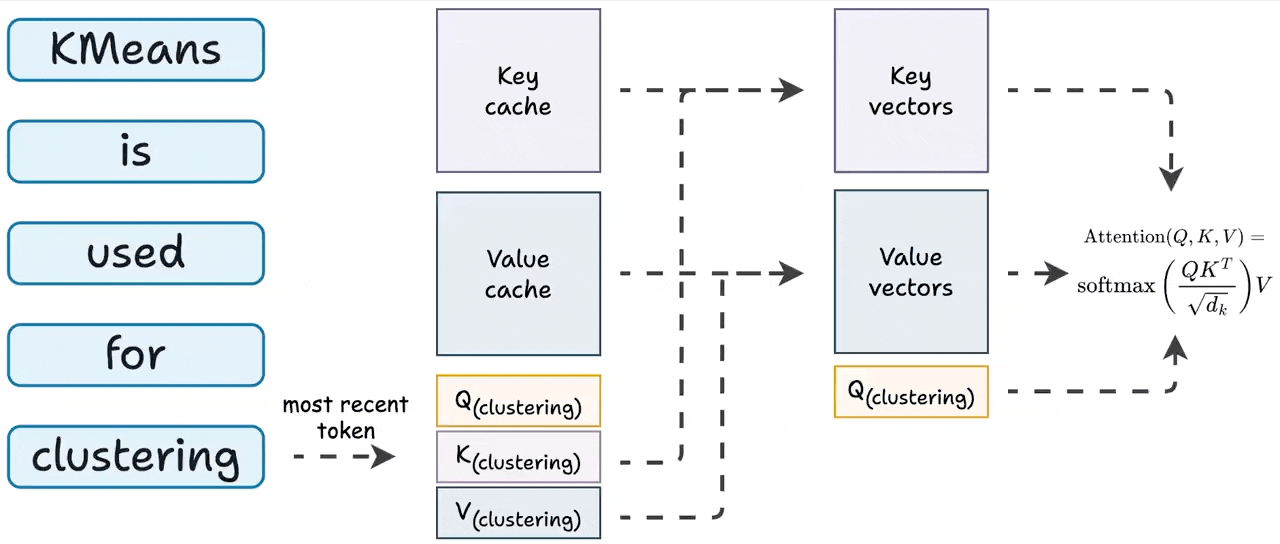 KMeans
is
used
for
clustering
most recent
token
Key
cache
Value
cache
Q(clustering)
K(clustering)
V(clustering)
Key
vectors
Value
vectors
Q(clustering)
Attention(Q, K, V) =
softmax(QK^T/√d_k)V